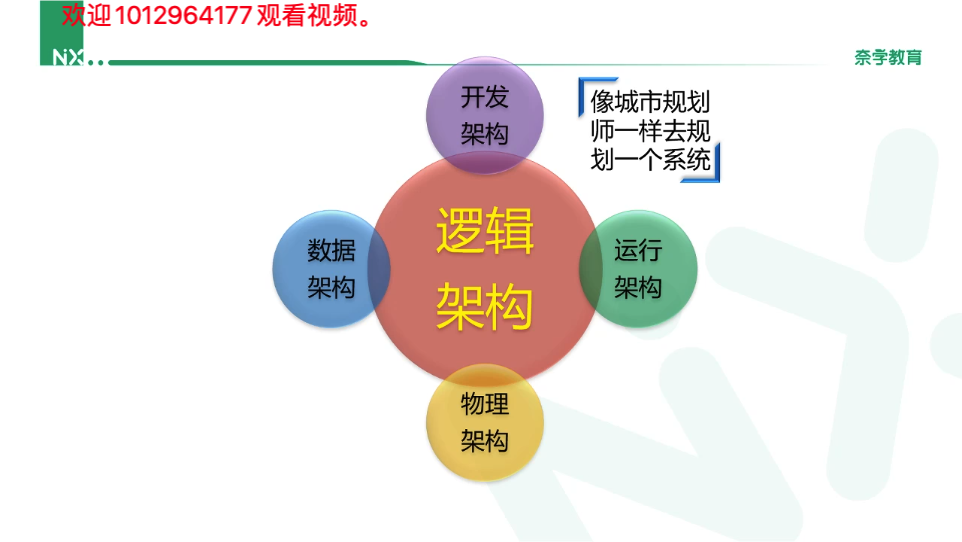 欢迎1012964177观看视频。
NX
奈学教育
开发
架构
像城市规划
师一样去规
划一个系统
逻辑
架构
数据
架构
运行
架构
物理
架构